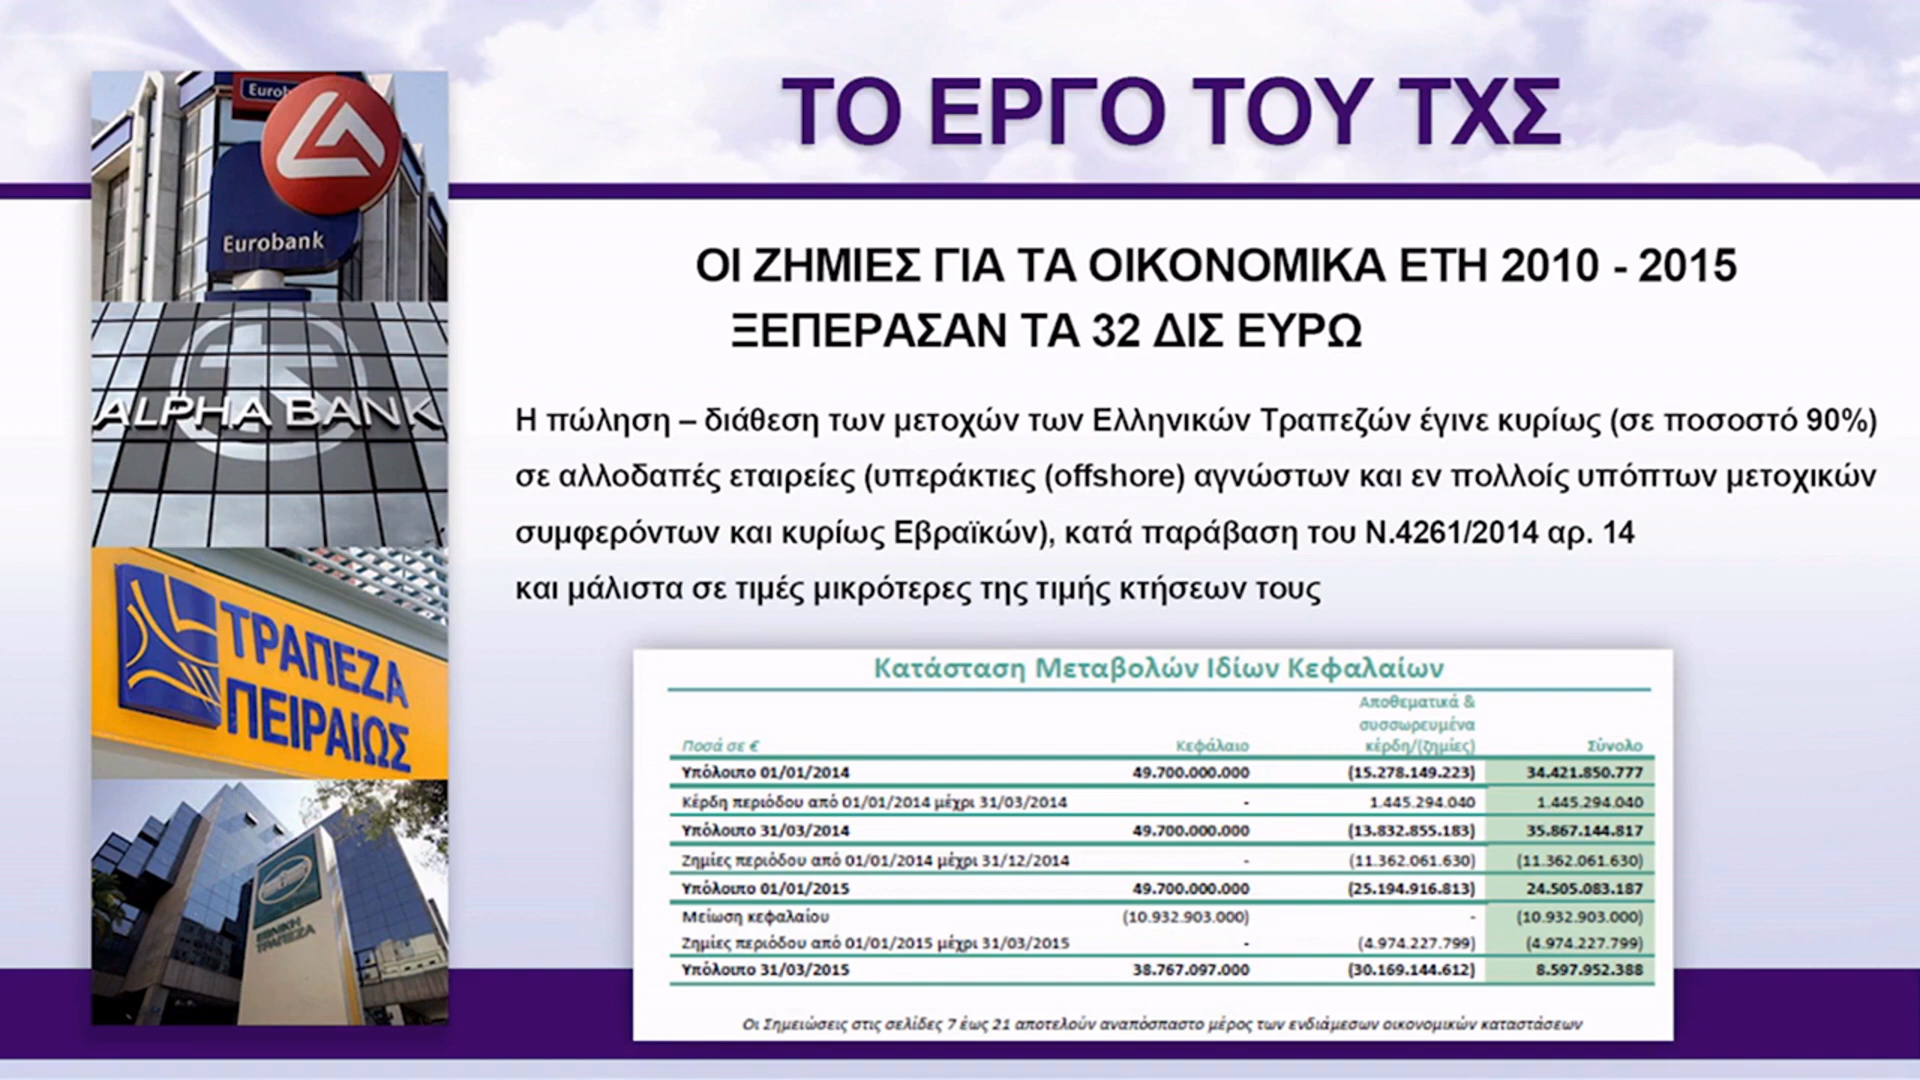 ΤΟ ΕΡΓΟ ΤΟΥ ΤΧΣ
Eurob
Eurobank
ALPHA BANK
ΤΡΑΠΕΖΑ
ΠΕΙΡΑΙΩΣ
ΕΘΝΙΚΗ
ΤΡΑΠΕΖΑ
ΟΙ ΖΗΜΙΕΣ ΓΙΑ ΤΑ ΟΙΚΟΝΟΜΙΚΑ ΕΤΗ 2010 - 2015
ΞΕΠΕΡΑΣΑΝ ΤΑ 32 ΔΙΣ ΕΥΡΩ
Η πώληση – διάθεση των μετοχών των Ελληνικών Τραπεζών έγινε κυρίως (σε ποσοστό 90%)
σε αλλοδαπές εταιρείες (υπεράκτιες (offshore) αγνώστων και εν πολλοίς υπόπτων μετοχικών
συμφερόντων και κυρίως Εβραϊκών), κατά παράβαση του Ν.4261/2014 αρ. 14
και μάλιστα σε τιμές μικρότερες της τιμής κτήσεων τους
Κατάσταση Μεταβολών Ιδίων Κεφαλαίων
Αποθεματικά &
συσσωρευμένα
Ποσά σε € Κεφάλαιο κέρδη/(ζημίες) Σύνολο
Υπόλοιπο 01/01/2014 49.700.000.000 (15.278.149.223) 34.421.850.777
Κέρδη περιόδου από 01/01/2014 μέχρι 31/03/2014 - 1.445.294.040 1.445.294.040
Υπόλοιπο 31/03/2014 49.700.000.000 (13.832.855.183) 35.867.144.817
Ζημίες περιόδου από 01/01/2014 μέχρι 31/12/2014 - (11.362.061.630) (11.362.061.630)
Υπόλοιπο 01/01/2015 49.700.000.000 (25.194.916.813) 24.505.083.187
Μείωση κεφαλαίου (10.932.903.000) - (10.932.903.000)
Ζημίες περιόδου από 01/01/2015 μέχρι 31/03/2015 - (4.974.227.799) (4.974.227.799)
Υπόλοιπο 31/03/2015 38.767.097.000 (30.169.144.612) 8.597.952.388
Οι Σημειώσεις στις σελίδες 7 έως 21 αποτελούν αναπόσπαστο μέρος των ενδιάμεσων οικονομικών καταστάσεων